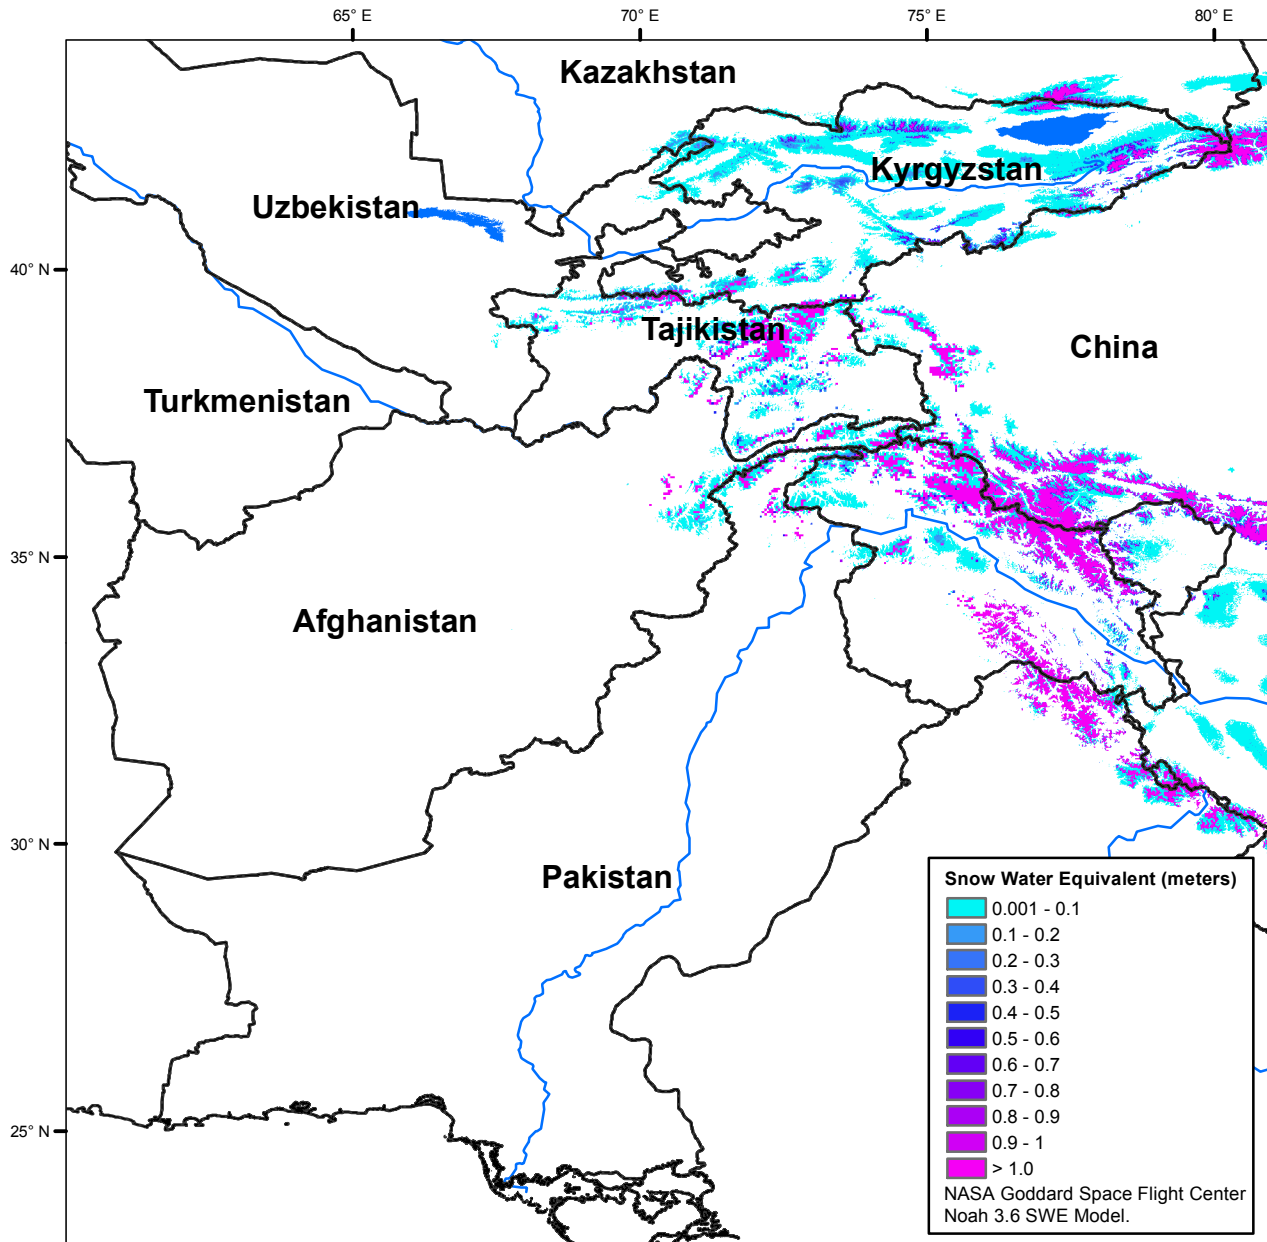 65° E
70° E
75° E
80° E
Kazakhstan
Kyrgyzstan
Uzbekistan
40° N
Tajikistan
China
Turkmenistan
35° N
Afghanistan
30° N
Pakistan
25° N
Snow Water Equivalent (meters)
0.001 - 0.1
0.1 - 0.2
0.2 - 0.3
0.3 - 0.4
0.4 - 0.5
0.5 - 0.6
0.6 - 0.7
0.7 - 0.8
0.8 - 0.9
0.9 - 1
> 1.0
NASA Goddard Space Flight Center
Noah 3.6 SWE Model.